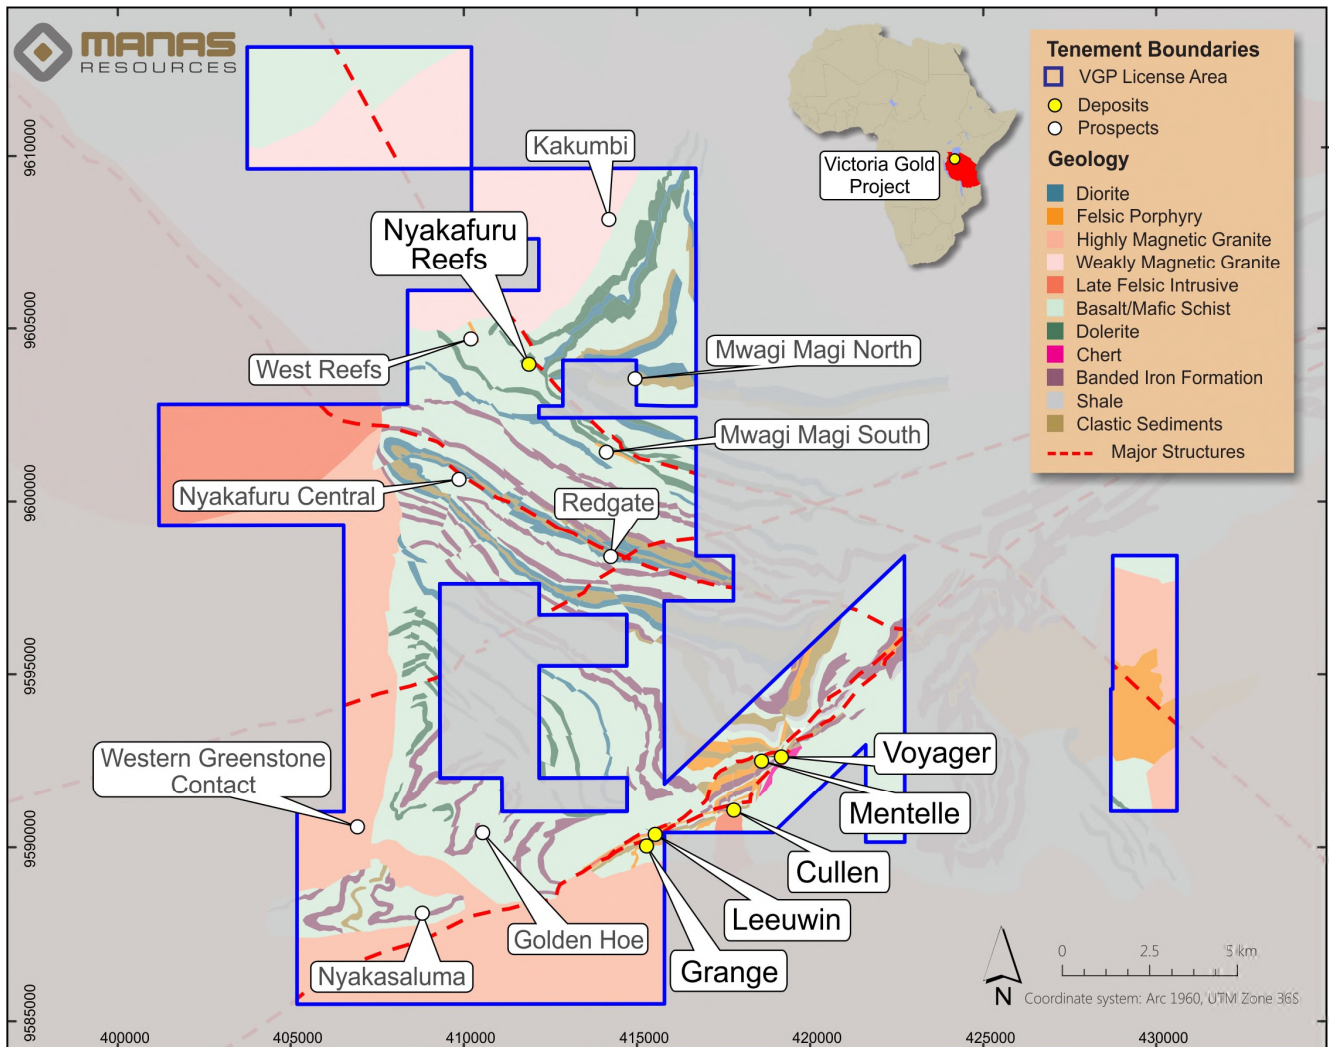 MANAS
RESOURCES
Tenement Boundaries
VGP License Area
Deposits
Prospects
Geology
Diorite
Felsic Porphyry
Highly Magnetic Granite
Weakly Magnetic Granite
Late Felsic Intrusive
Basalt/Mafic Schist
Dolerite
Chert
Banded Iron Formation
Shale
Clastic Sediments
Major Structures
Victoria Gold
Project
Kakumbi
Nyakafuru
Reefs
West Reefs
Mwagi Magi North
Mwagi Magi South
Nyakafuru Central
Redgate
Western Greenstone
Contact
Voyager
Mentelle
Cullen
Leeuwin
Grange
Golden Hoe
Nyakasaluma
9610000
9605000
9600000
9595000
9590000
9585000
400000
405000
410000
415000
420000
425000
430000
N
0
2.5
5 km
Coordinate system: Arc 1960, UTM Zone 36S